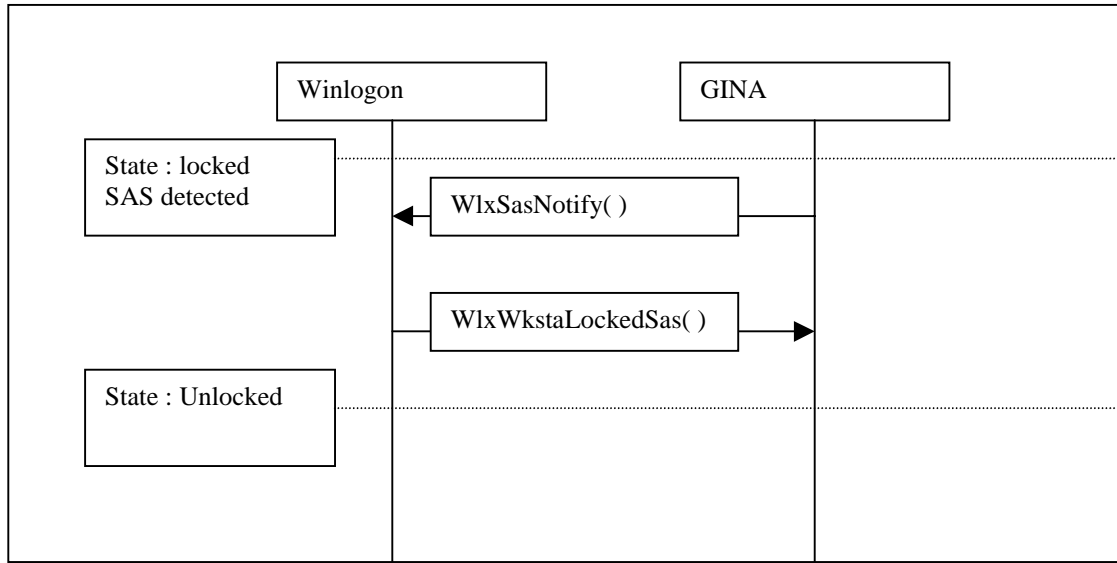 Winlogon
GINA
State : locked
SAS detected
WlxSasNotify( )
WlxWkstaLockedSas( )
State : Unlocked